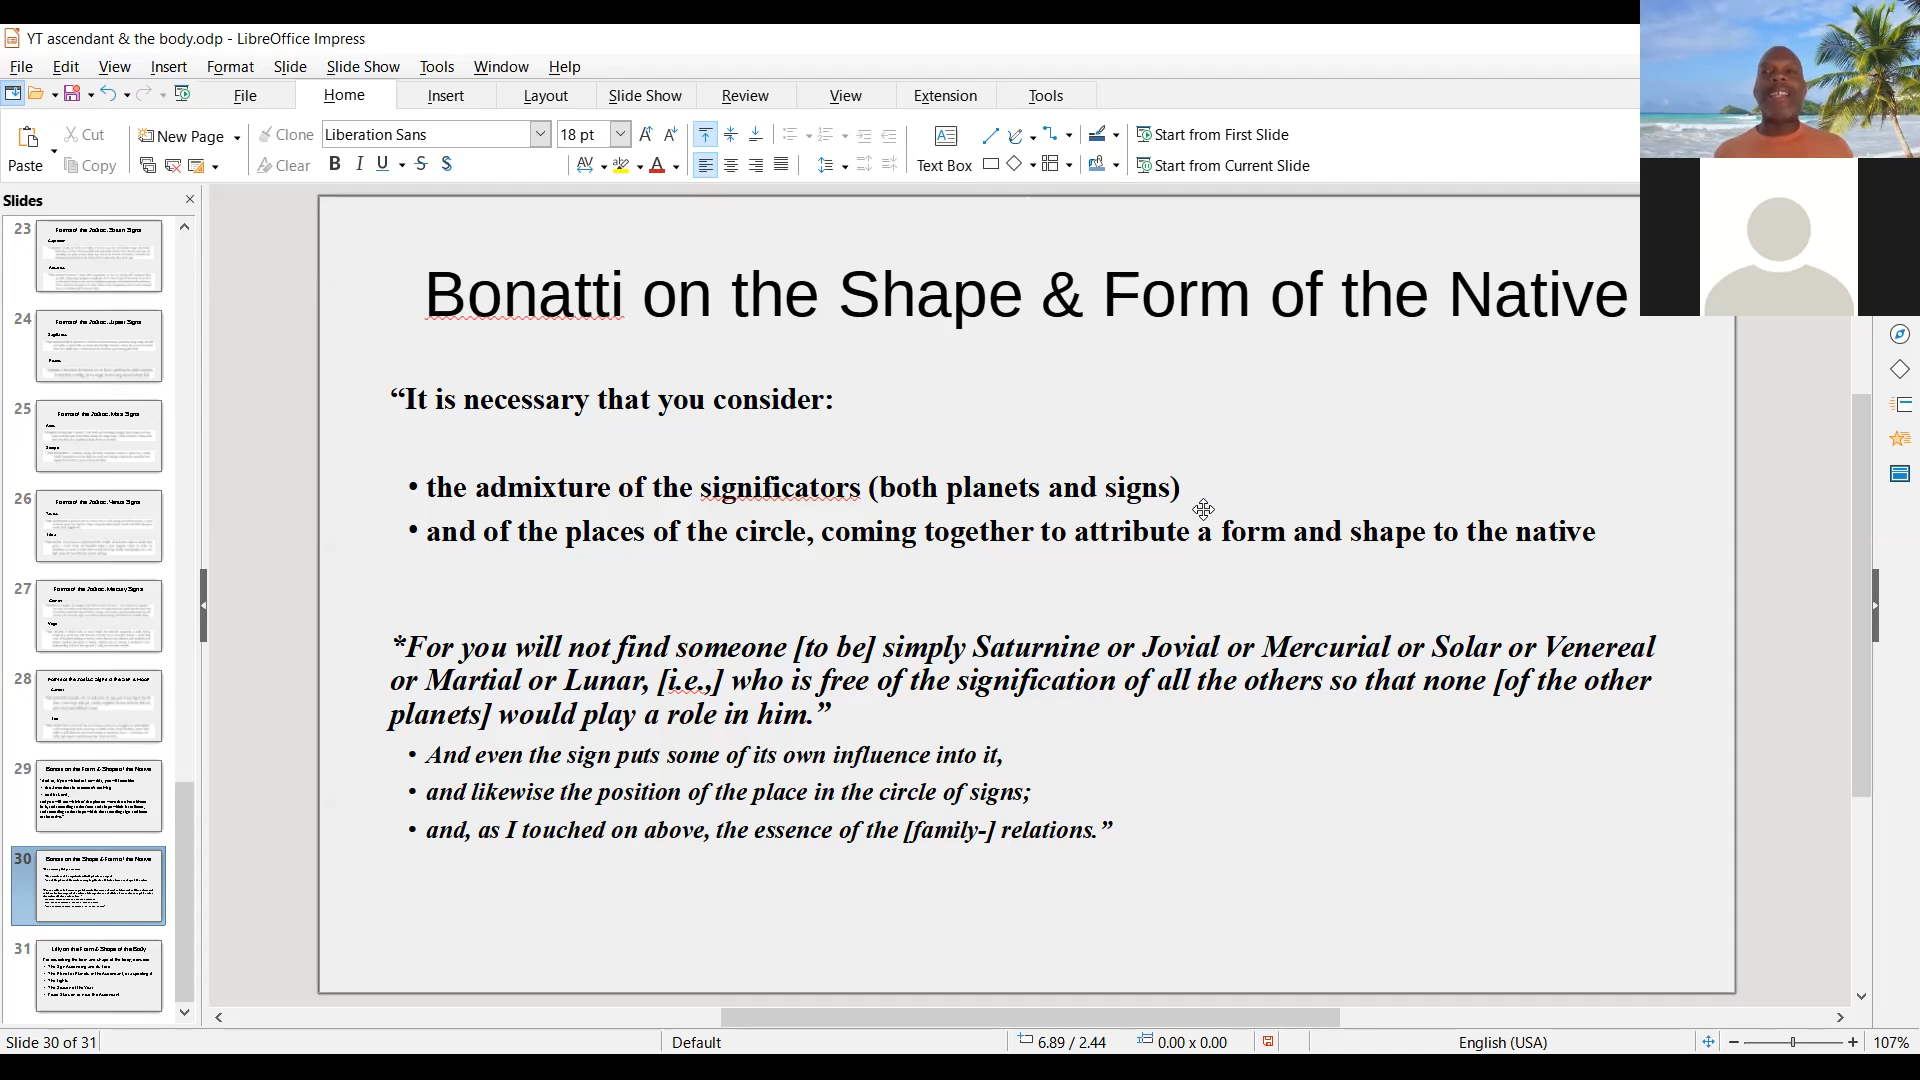 YT ascendant & the body.odp - LibreOffice Impress
File Edit View Insert Format Slide Slide Show Tools Window Help
File Home Insert Layout Slide Show Review View Extension Tools
Paste Cut Copy New Page Clone Clear Liberation Sans 18 pt Text Box Start from First Slide Start from Current Slide
Slides
23
24
25
26
27
28
29
30
31
Bonatti on the Shape & Form of the Native
“It is necessary that you consider:
• the admixture of the significators (both planets and signs)
• and of the places of the circle, coming together to attribute a form and shape to the native
*For you will not find someone [to be] simply Saturnine or Jovial or Mercurial or Solar or Venereal
or Martial or Lunar, [i.e.,] who is free of the signification of all the others so that none [of the other
planets] would play a role in him.”
• And even the sign puts some of its own influence into it,
• and likewise the position of the place in the circle of signs;
• and, as I touched on above, the essence of the [family-] relations.”
Slide 30 of 31 Default 6.89 / 2.44 0.00 x 0.00 English (USA) 107%